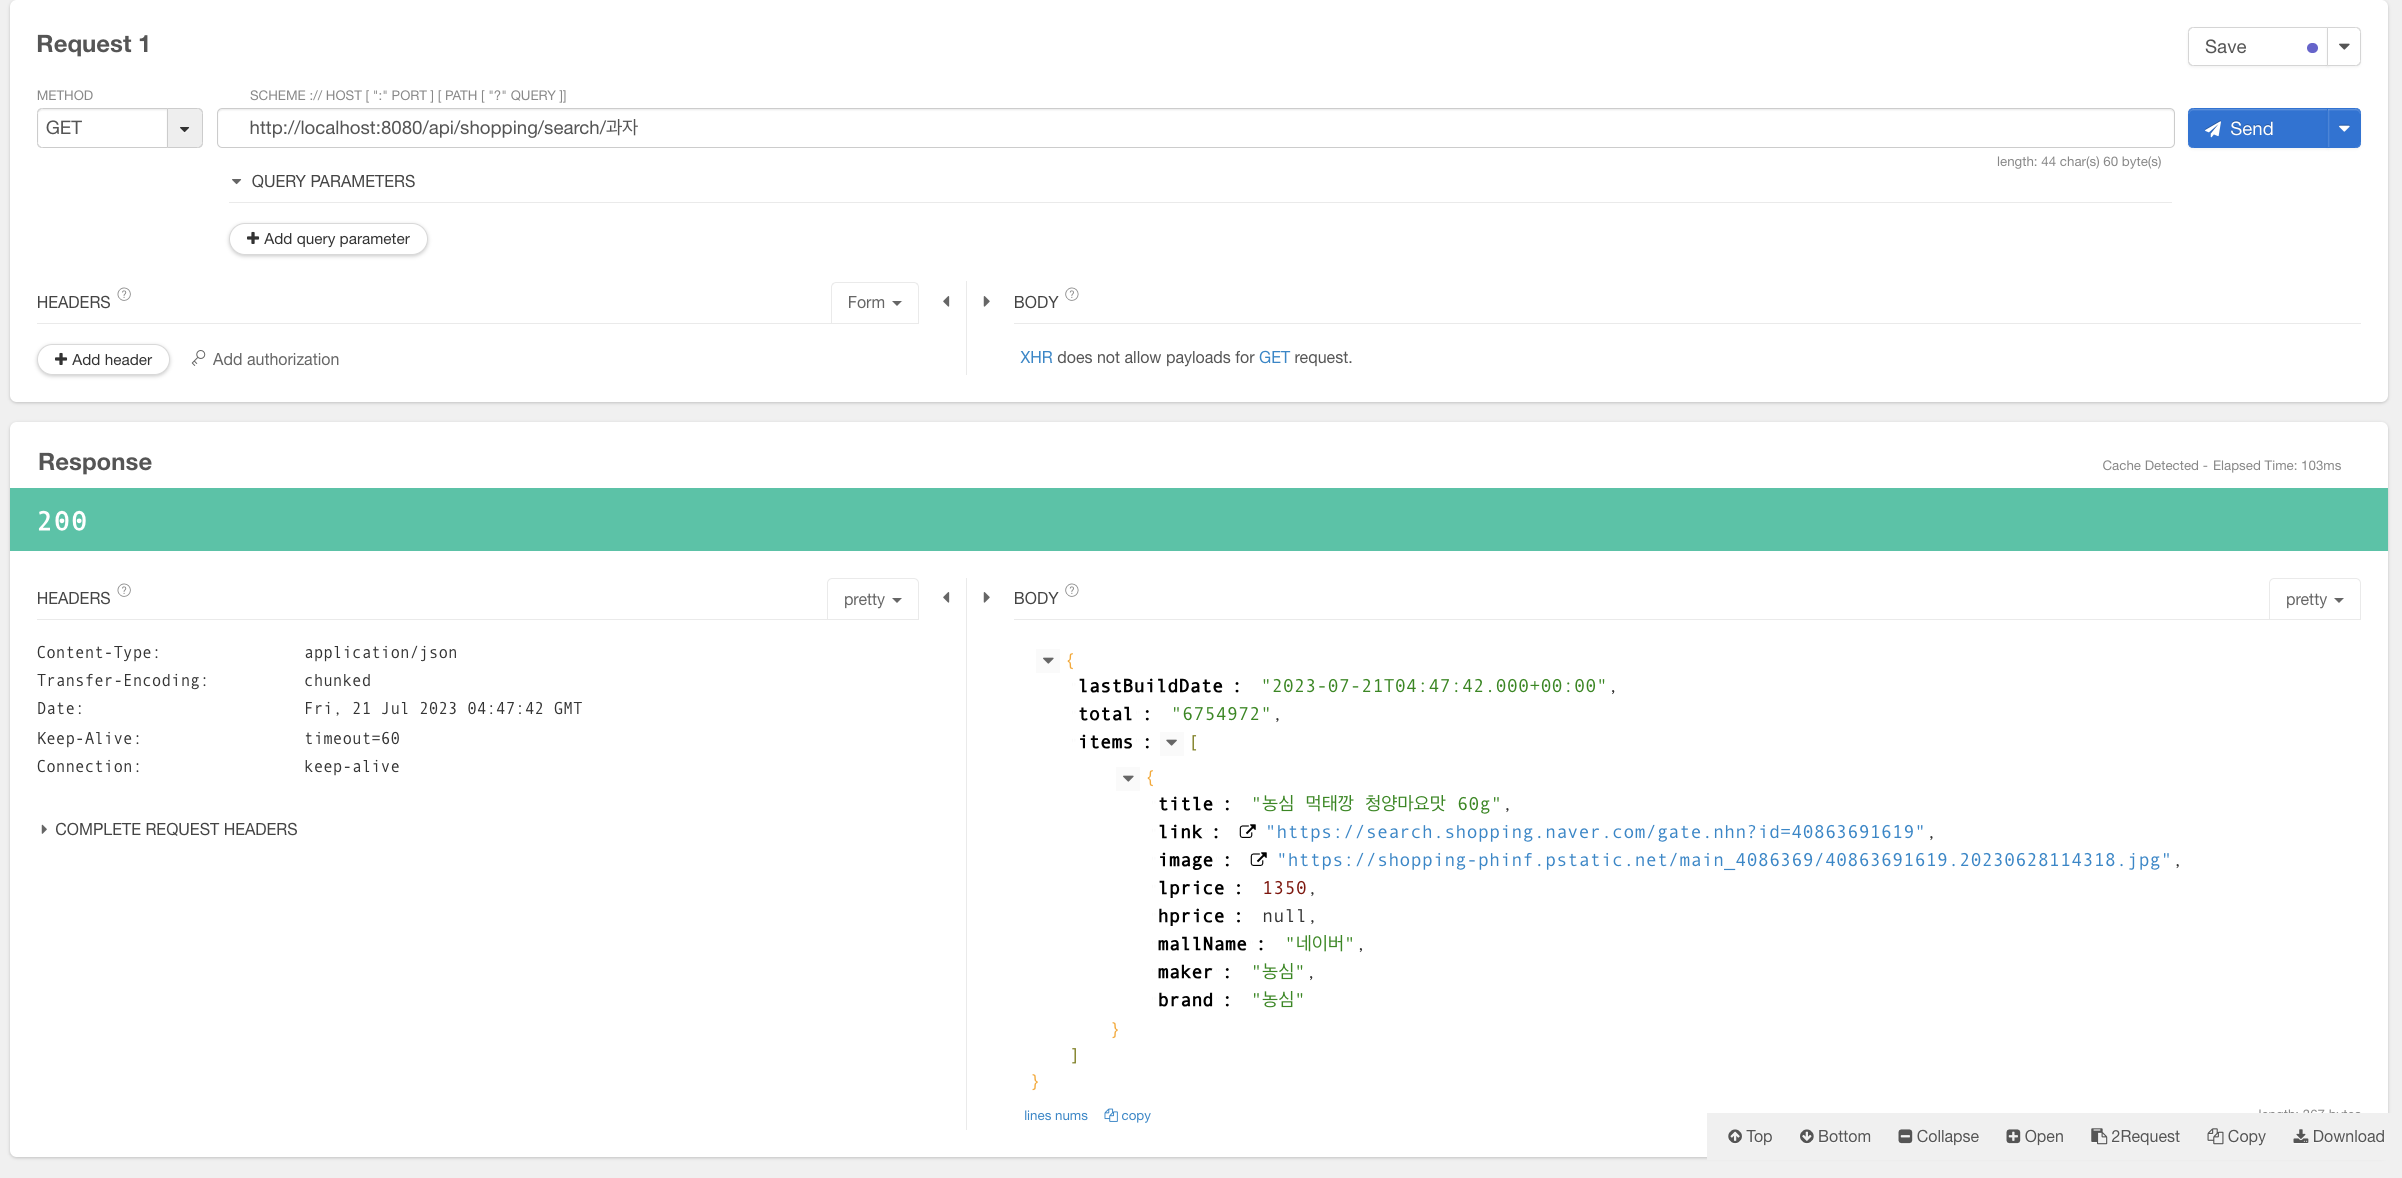 Request 1
Save
METHOD
SCHEME :// HOST [ ":" PORT ] [ PATH [ "?" QUERY ]]
GET
http://localhost:8080/api/shopping/search/과자
Send
length: 44 char(s) 60 byte(s)
QUERY PARAMETERS
Add query parameter
HEADERS ?
Form
BODY ?
Add header
Add authorization
XHR does not allow payloads for GET request.
Response
Cache Detected - Elapsed Time: 103ms
200
HEADERS ?
pretty
BODY ?
pretty
Content-Type: application/json
Transfer-Encoding: chunked
Date: Fri, 21 Jul 2023 04:47:42 GMT
Keep-Alive: timeout=60
Connection: keep-alive
COMPLETE REQUEST HEADERS
{
lastBuildDate : "2023-07-21T04:47:42.000+00:00",
total : "6754972",
items : [
{
title : "농심 먹태깡 청양마요맛 60g",
link : "https://search.shopping.naver.com/gate.nhn?id=40863691619",
image : "https://shopping-phinf.pstatic.net/main_4086369/40863691619.20230628114318.jpg",
lprice : 1350,
hprice : null,
mallName : "네이버",
maker : "농심",
brand : "농심"
}
]
}
lines nums
copy
Top
Bottom
Collapse
Open
2Request
Copy
Download